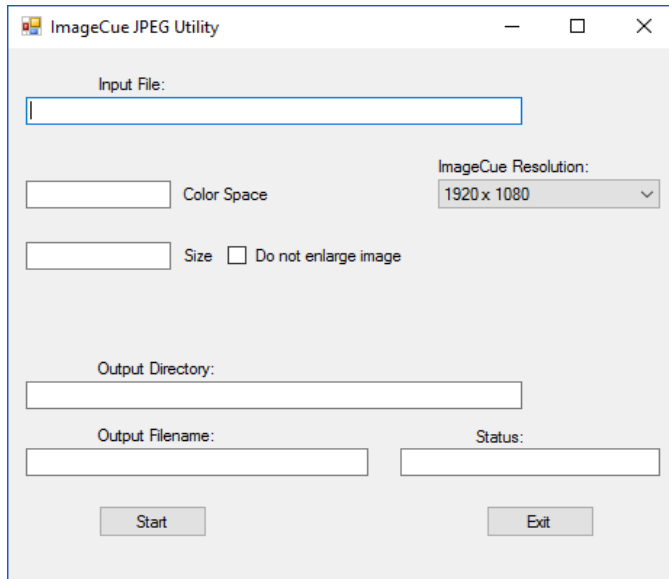 ImageCue JPEG Utility
Input File:
ImageCue Resolution:
Color Space
1920 x 1080
Size
Do not enlarge image
Output Directory:
Output Filename:
Status:
Start
Exit